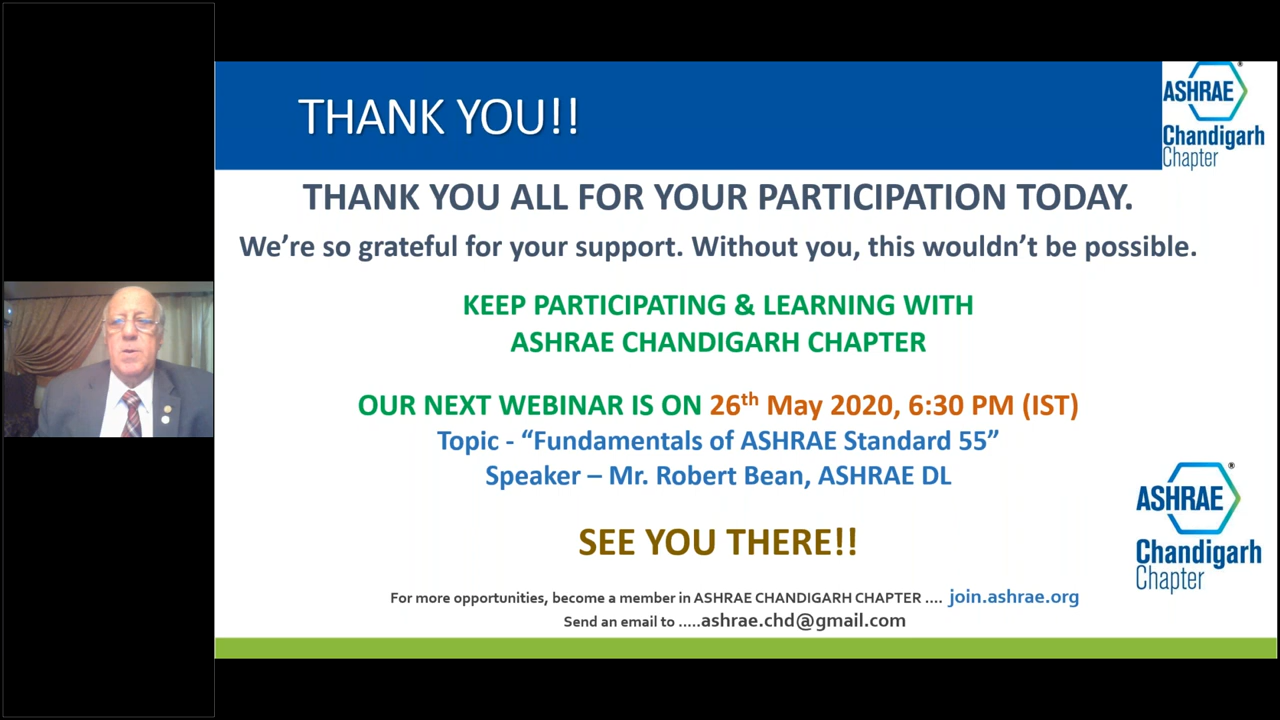 THANK YOU!!
ASHRAE®
Chandigarh
Chapter
THANK YOU ALL FOR YOUR PARTICIPATION TODAY.
We’re so grateful for your support. Without you, this wouldn’t be possible.
KEEP PARTICIPATING & LEARNING WITH
ASHRAE CHANDIGARH CHAPTER
OUR NEXT WEBINAR IS ON 26th May 2020, 6:30 PM (IST)
Topic - “Fundamentals of ASHRAE Standard 55”
Speaker – Mr. Robert Bean, ASHRAE DL
SEE YOU THERE!!
ASHRAE®
Chandigarh
Chapter
For more opportunities, become a member in ASHRAE CHANDIGARH CHAPTER .... join.ashrae.org
Send an email to .....ashrae.chd@gmail.com